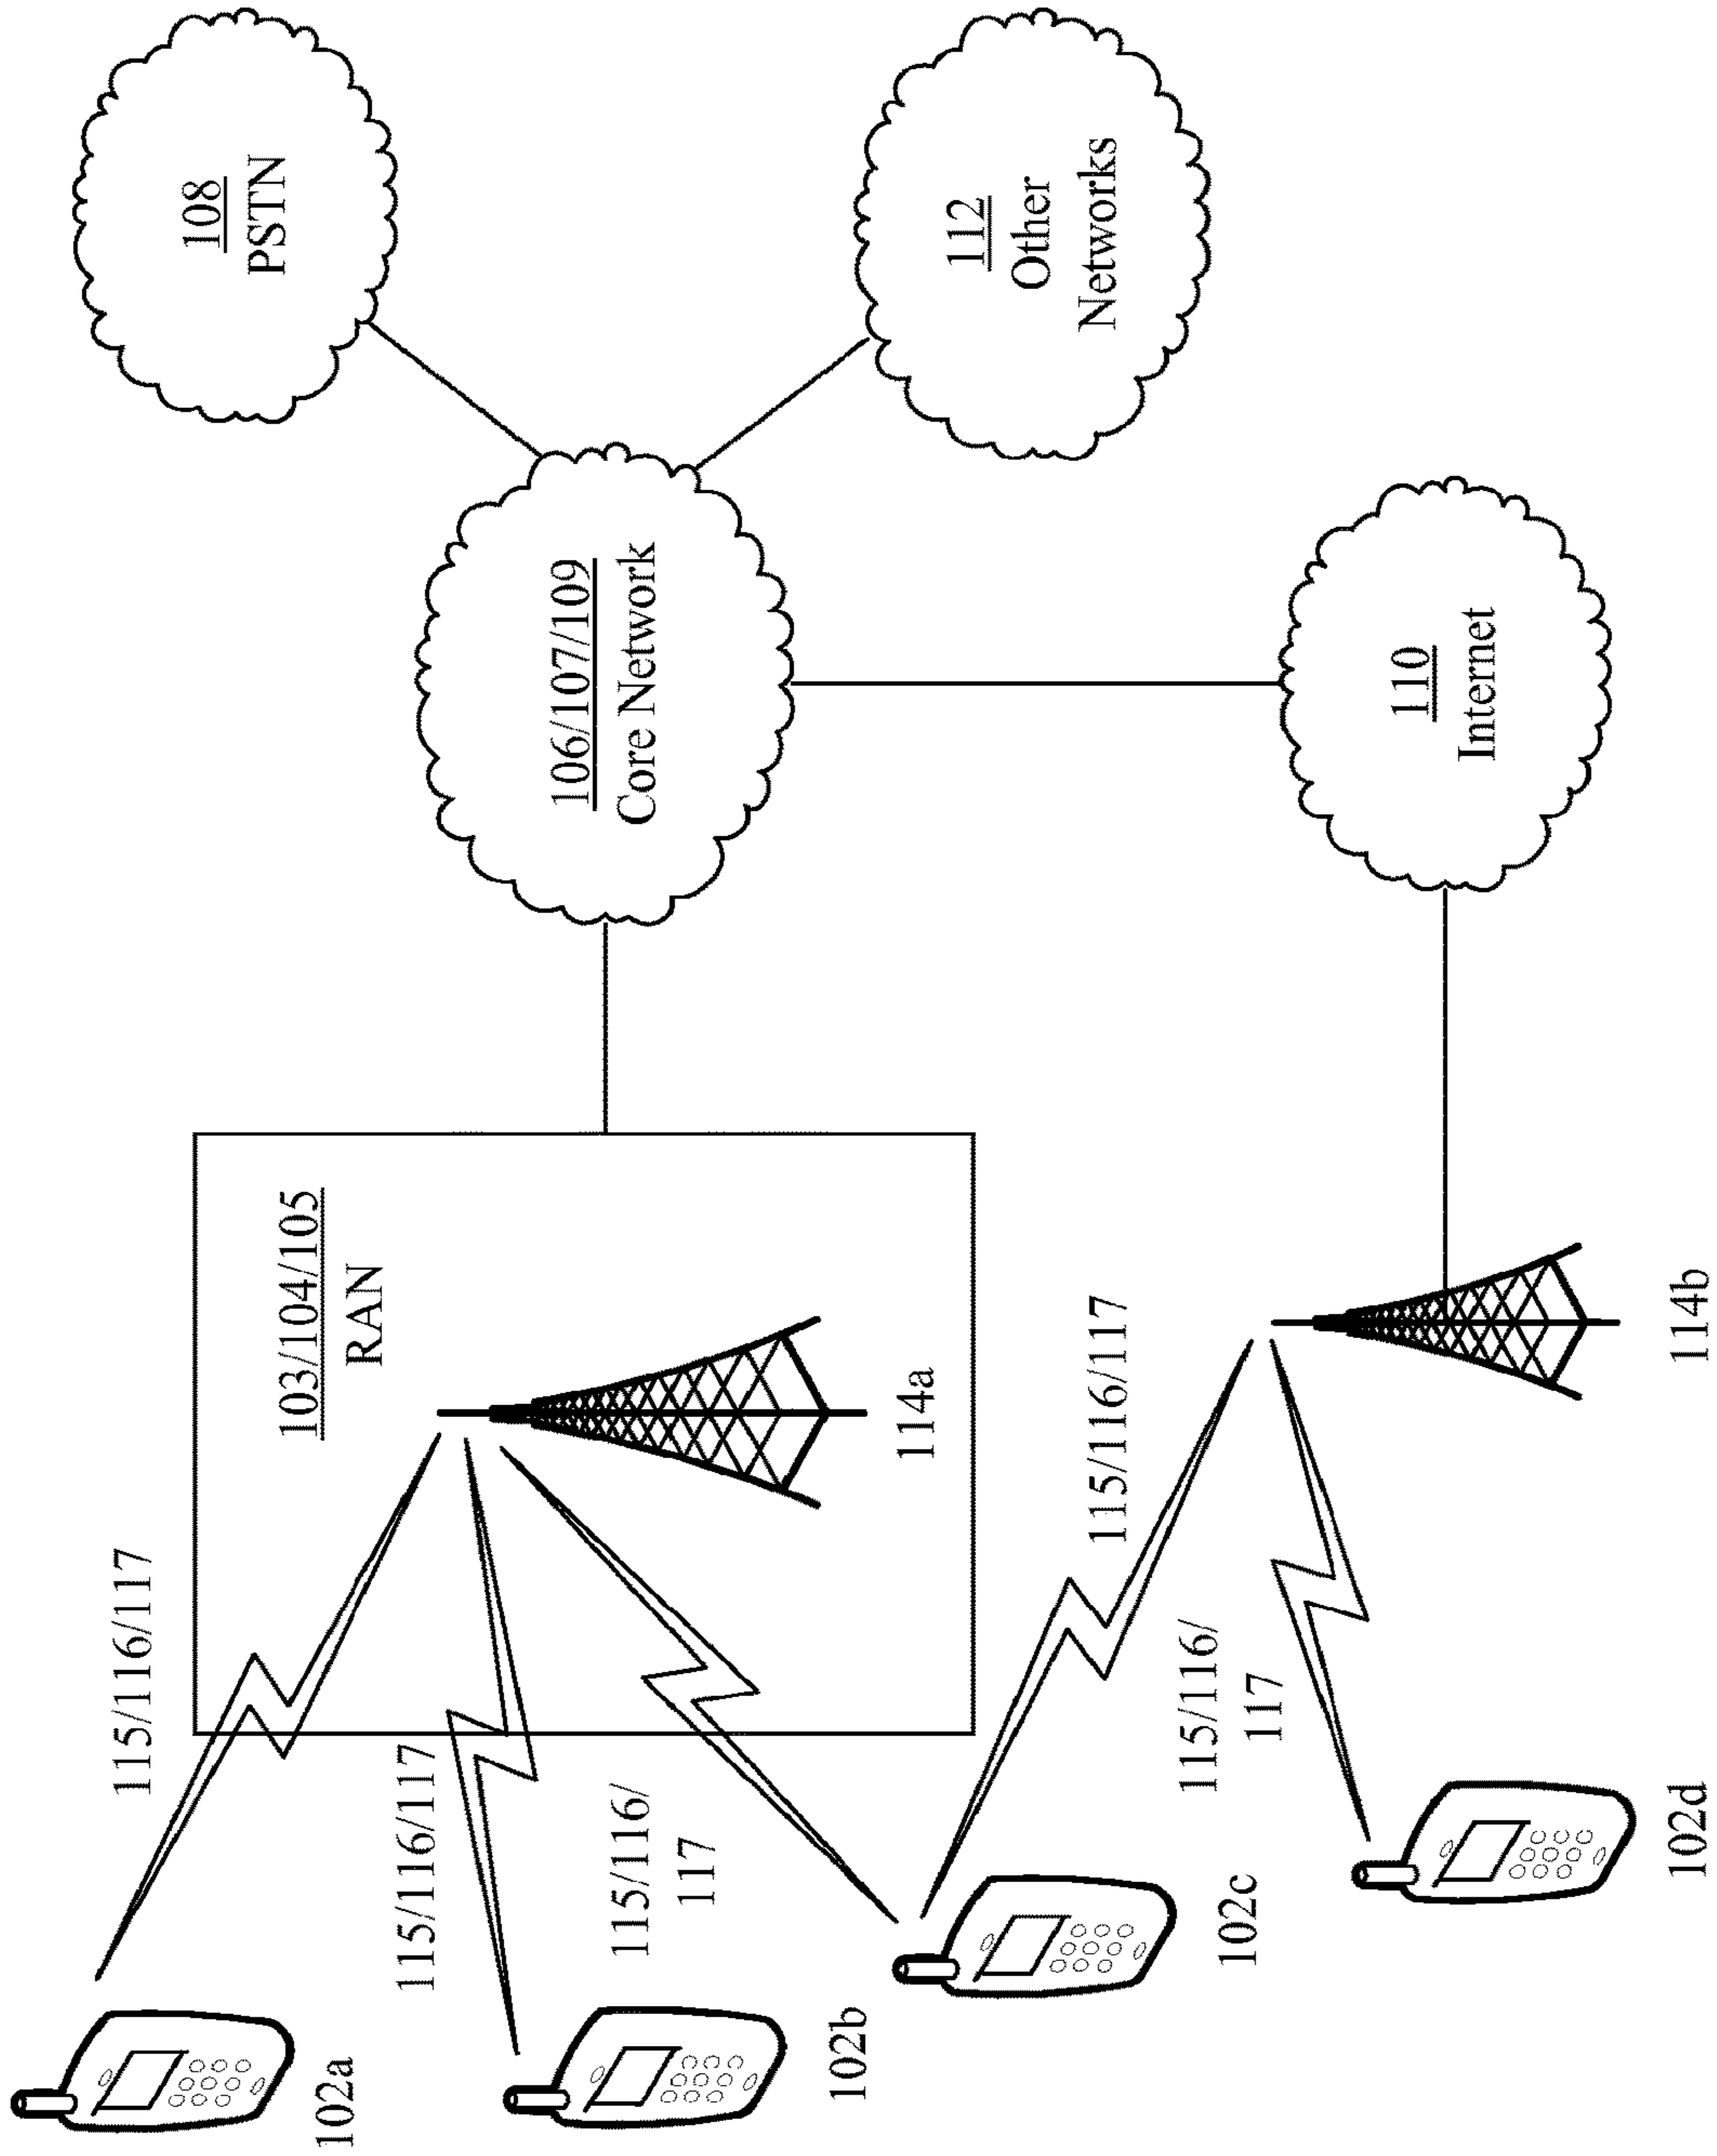 115/116/117
108
PSTN
103/104/105
RAN
102a
115/116/117
106/107/109
Core Network
115/116/
117
102b
114a
112
Other
Networks
115/116/117
115/116/
117
102c
110
Internet
102d
114b